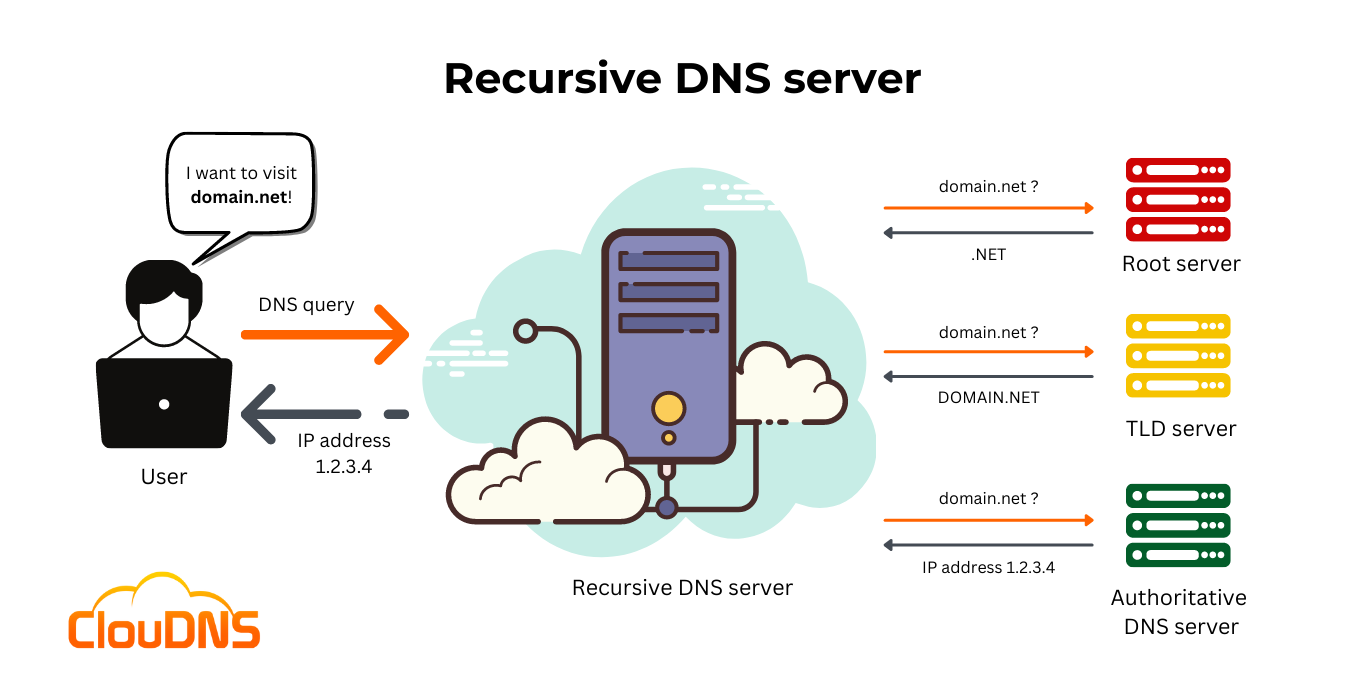 Recursive DNS server
I want to visit
domain.net!
DNS query
IP address
1.2.3.4
User
Recursive DNS server
domain.net ?
.NET
Root server
domain.net ?
DOMAIN.NET
TLD server
domain.net ?
IP address 1.2.3.4
Authoritative
DNS server
ClouDNS